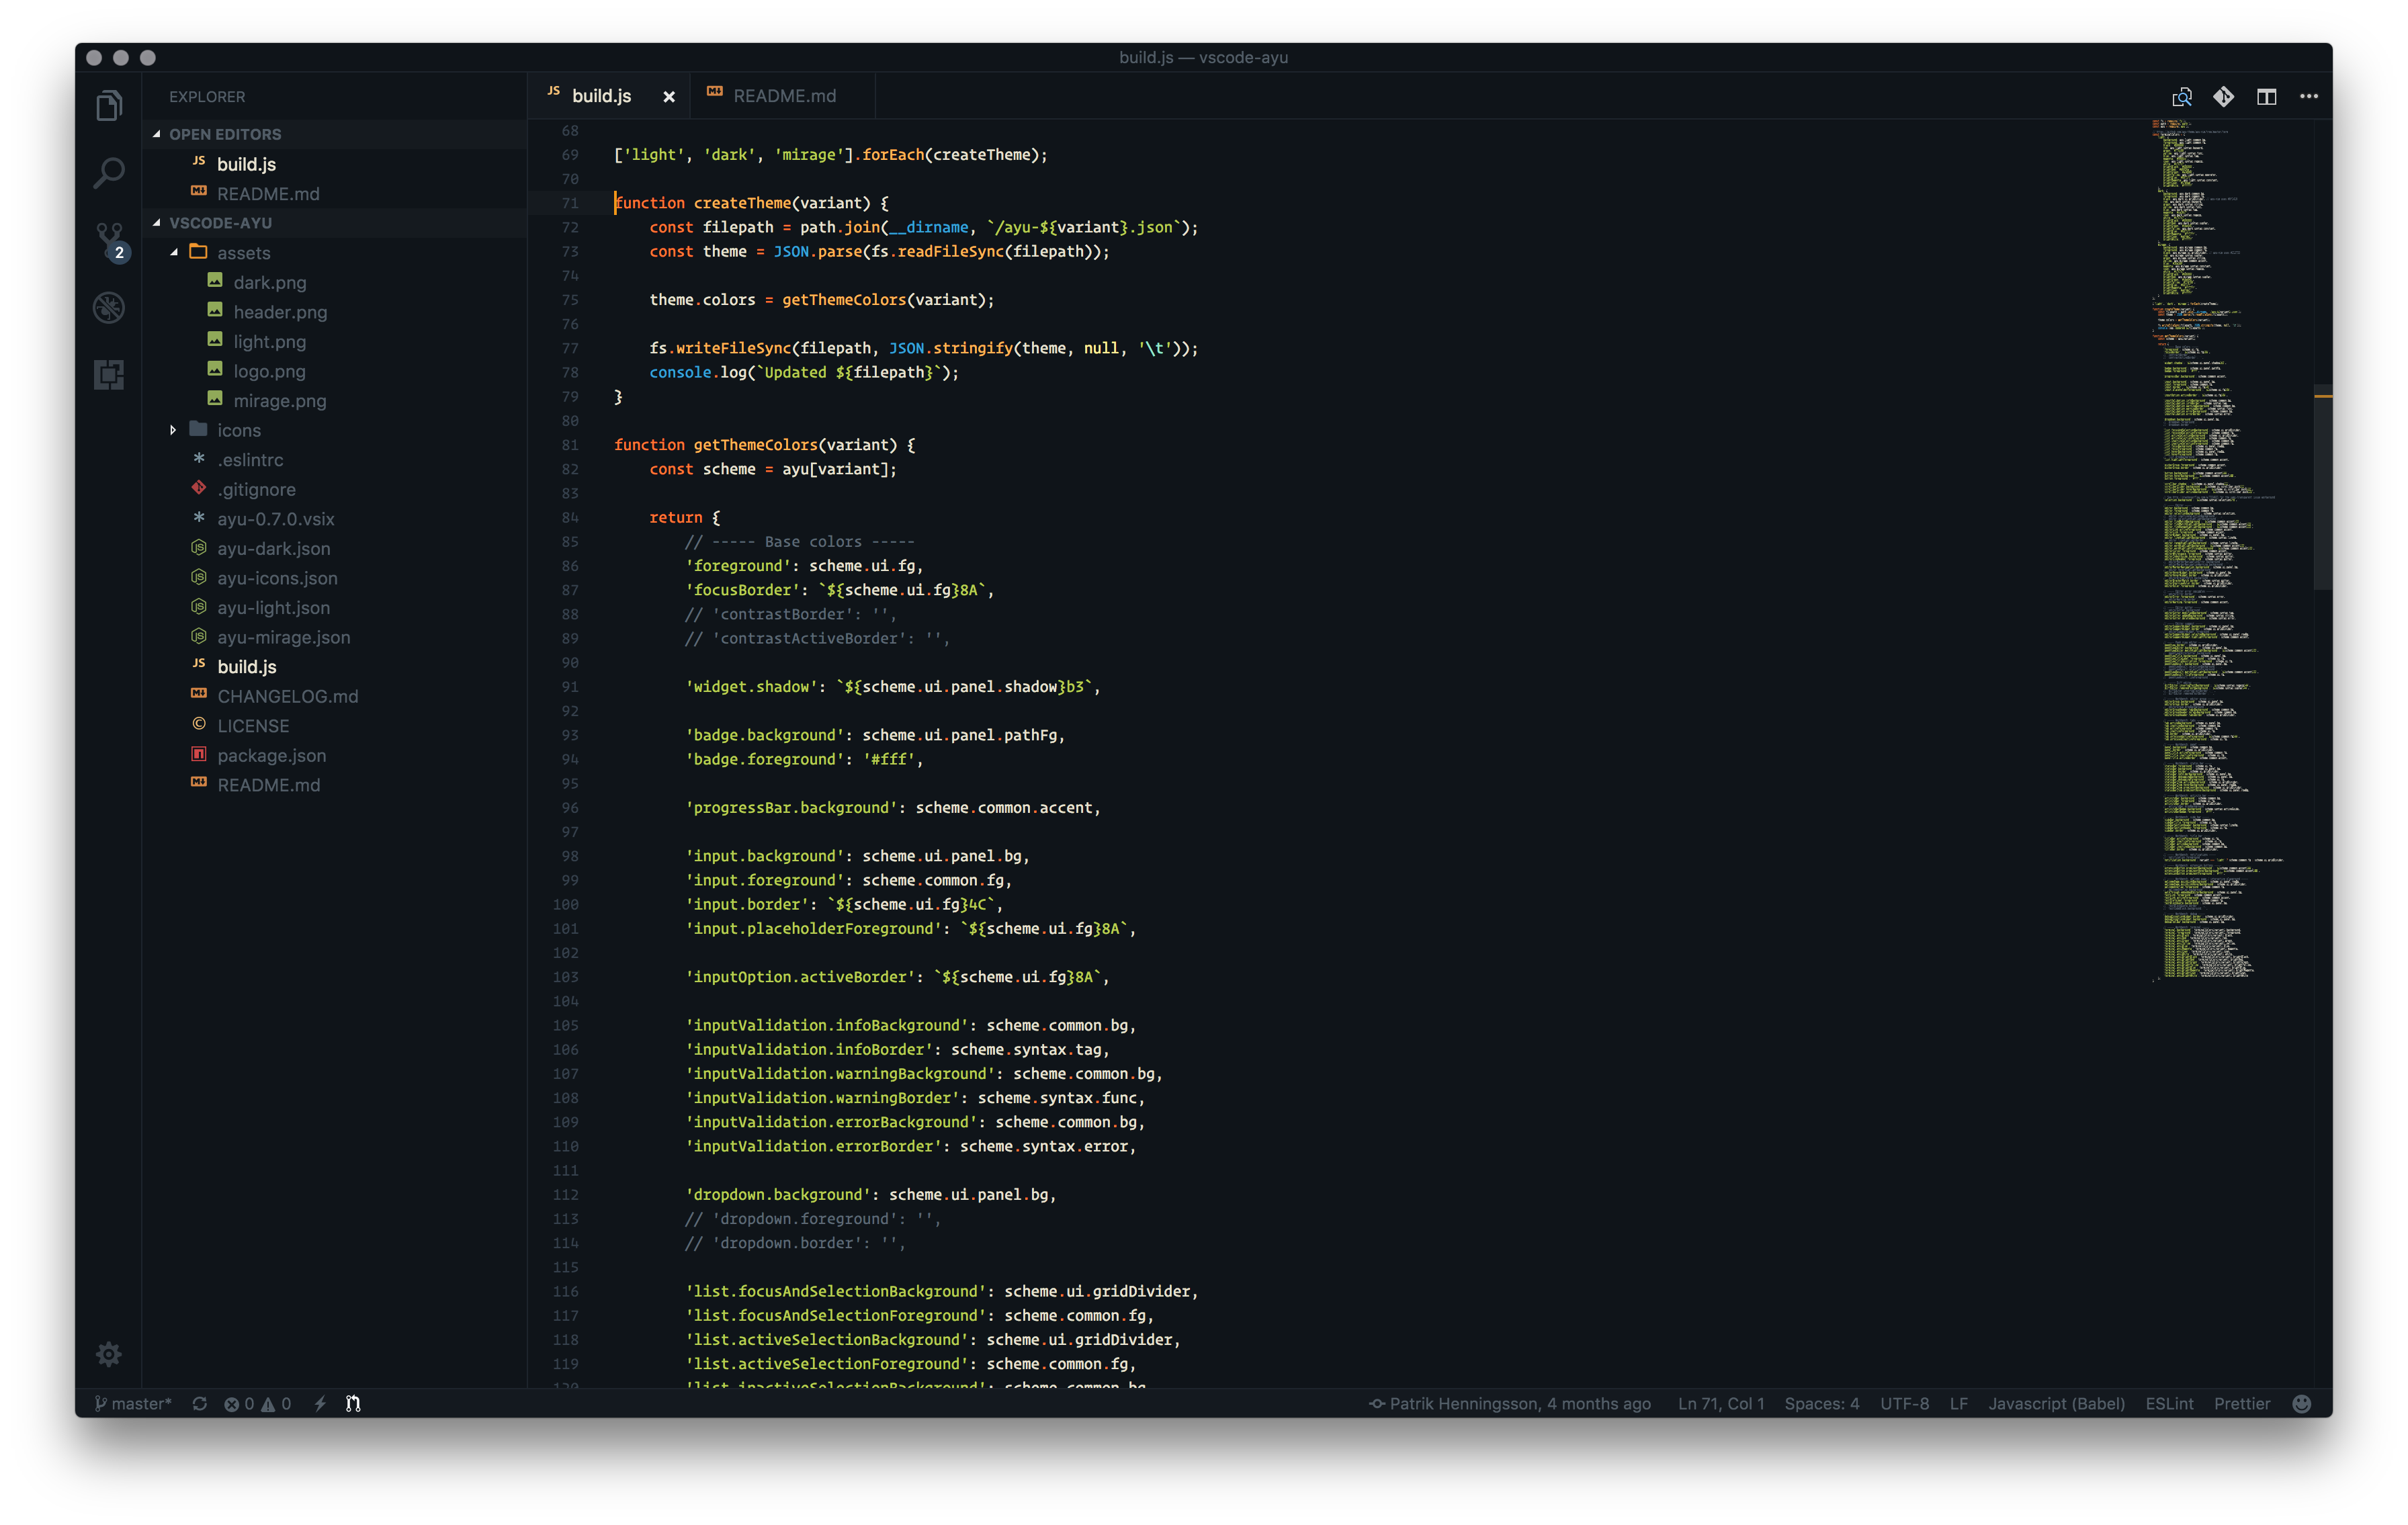 build.js — vscode-ayu
EXPLORER
OPEN EDITORS
JS build.js
README.md
VSCODE-AYU
assets
dark.png
header.png
light.png
logo.png
mirage.png
icons
.eslintrc
.gitignore
ayu-0.7.0.vsix
ayu-dark.json
ayu-icons.json
ayu-light.json
ayu-mirage.json
JS build.js
CHANGELOG.md
LICENSE
package.json
README.md
2
JS build.js
README.md
68
69 ['light', 'dark', 'mirage'].forEach(createTheme);
70
71 function createTheme(variant) {
72 const filepath = path.join(__dirname, `/ayu-${variant}.json`);
73 const theme = JSON.parse(fs.readFileSync(filepath));
74
75 theme.colors = getThemeColors(variant);
76
77 fs.writeFileSync(filepath, JSON.stringify(theme, null, '\t'));
78 console.log(`Updated ${filepath}`);
79 }
80
81 function getThemeColors(variant) {
82 const scheme = ayu[variant];
83
84 return {
85 // ----- Base colors -----
86 'foreground': scheme.ui.fg,
87 'focusBorder': `${scheme.ui.fg}8A`,
88 // 'contrastBorder': '',
89 // 'contrastActiveBorder': '',
90
91 'widget.shadow': `${scheme.ui.panel.shadow}b3`,
92
93 'badge.background': scheme.ui.panel.pathFg,
94 'badge.foreground': '#fff',
95
96 'progressBar.background': scheme.common.accent,
97
98 'input.background': scheme.ui.panel.bg,
99 'input.foreground': scheme.common.fg,
100 'input.border': `${scheme.ui.fg}4C`,
101 'input.placeholderForeground': `${scheme.ui.fg}8A`,
102
103 'inputOption.activeBorder': `${scheme.ui.fg}8A`,
104
105 'inputValidation.infoBackground': scheme.common.bg,
106 'inputValidation.infoBorder': scheme.syntax.tag,
107 'inputValidation.warningBackground': scheme.common.bg,
108 'inputValidation.warningBorder': scheme.syntax.func,
109 'inputValidation.errorBackground': scheme.common.bg,
110 'inputValidation.errorBorder': scheme.syntax.error,
111
112 'dropdown.background': scheme.ui.panel.bg,
113 // 'dropdown.foreground': '',
114 // 'dropdown.border': '',
115
116 'list.focusAndSelectionBackground': scheme.ui.gridDivider,
117 'list.focusAndSelectionForeground': scheme.common.fg,
118 'list.activeSelectionBackground': scheme.ui.gridDivider,
119 'list.activeSelectionForeground': scheme.common.fg,
120 'list.inactiveSelectionBackground': scheme.common.bg,
master* 0 0 Patrik Henningsson, 4 months ago Ln 71, Col 1 Spaces: 4 UTF-8 LF Javascript (Babel) ESLint Prettier